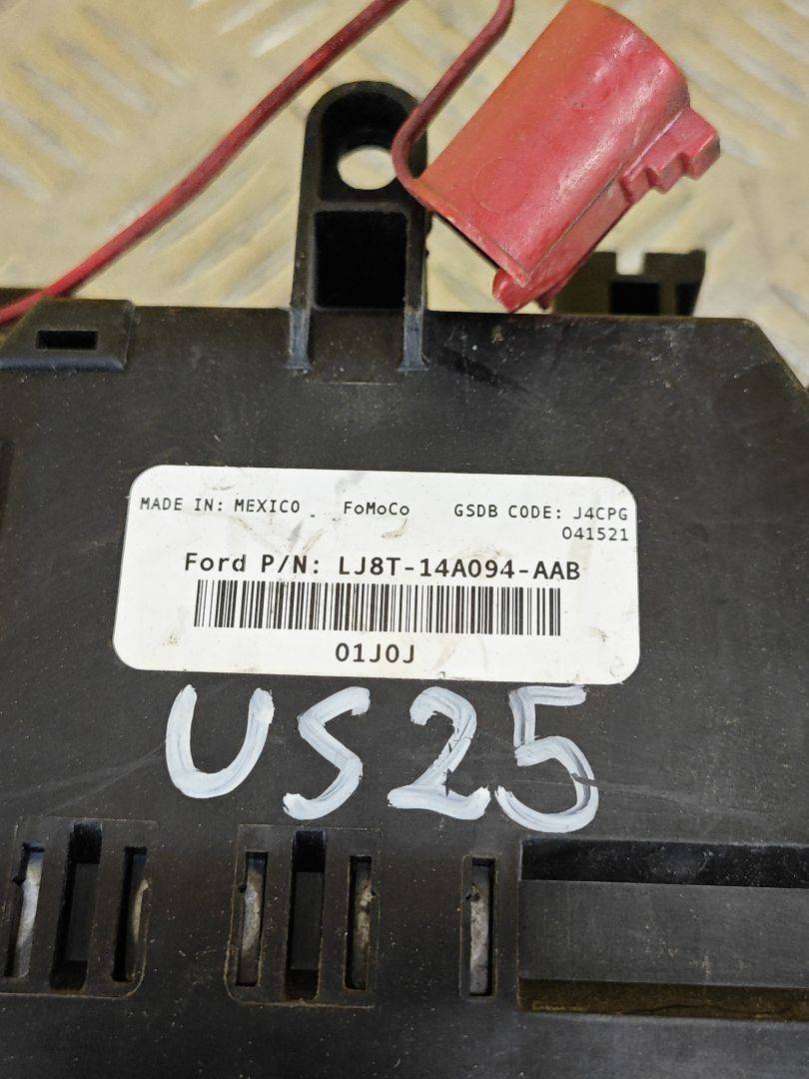 MADE IN: MEXICO FoMoCo GSDB CODE: J4CPG
041521
Ford P/N: LJ8T-14A094-AAB
01J0J
US25